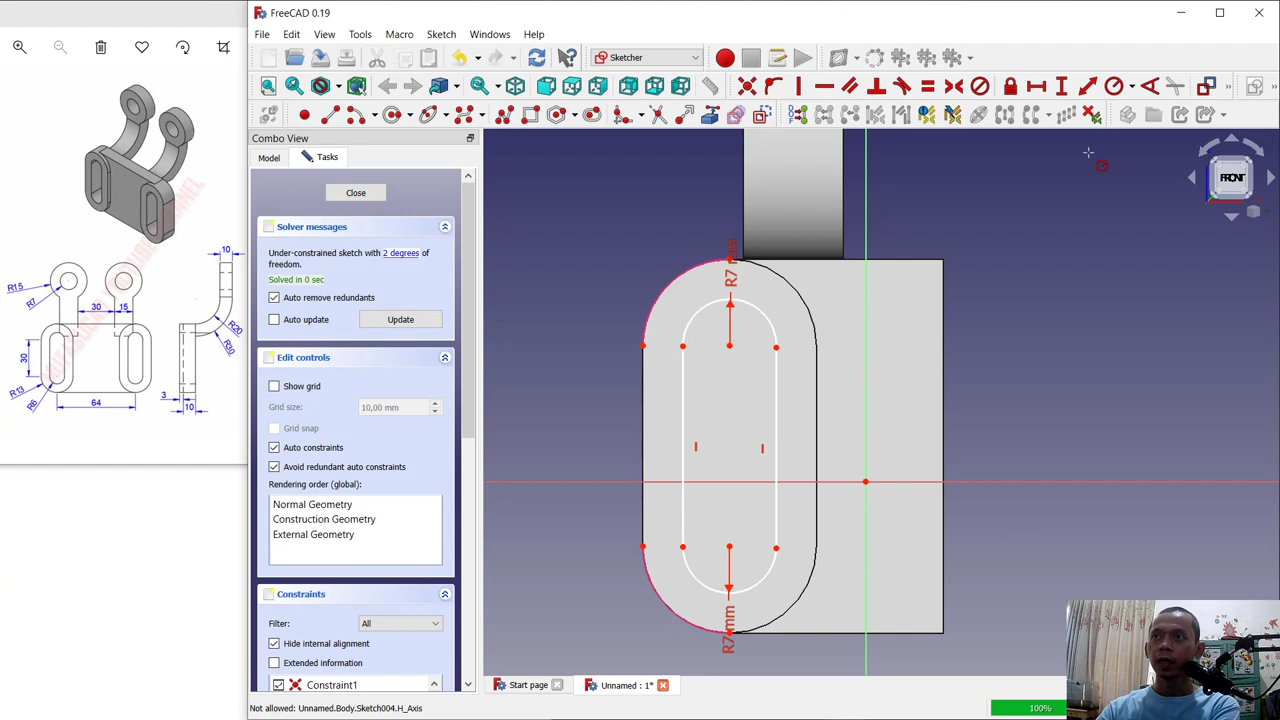 FreeCAD 0.19
File Edit View Tools Macro Sketch Windows Help
Sketcher
Combo View
Model Tasks
Close
Solver messages
Under-constrained sketch with 2 degrees of
freedom.
Solved in 0 sec
Auto remove redundants
Auto update Update
Edit controls
Show grid
Grid size: 10,00 mm
Grid snap
Auto constraints
Avoid redundant auto constraints
Rendering order (global):
Normal Geometry
Construction Geometry
External Geometry
Constraints
Filter: All
Hide internal alignment
Extended information
Constraint1
Start page Unnamed : 1*
Not allowed: Unnamed.Body.Sketch004.H_Axis
100%
FRONT
R7 mm
R7 mm
10
R15
R7
30 15
R20
R30
30
R13
R6
64
3
10